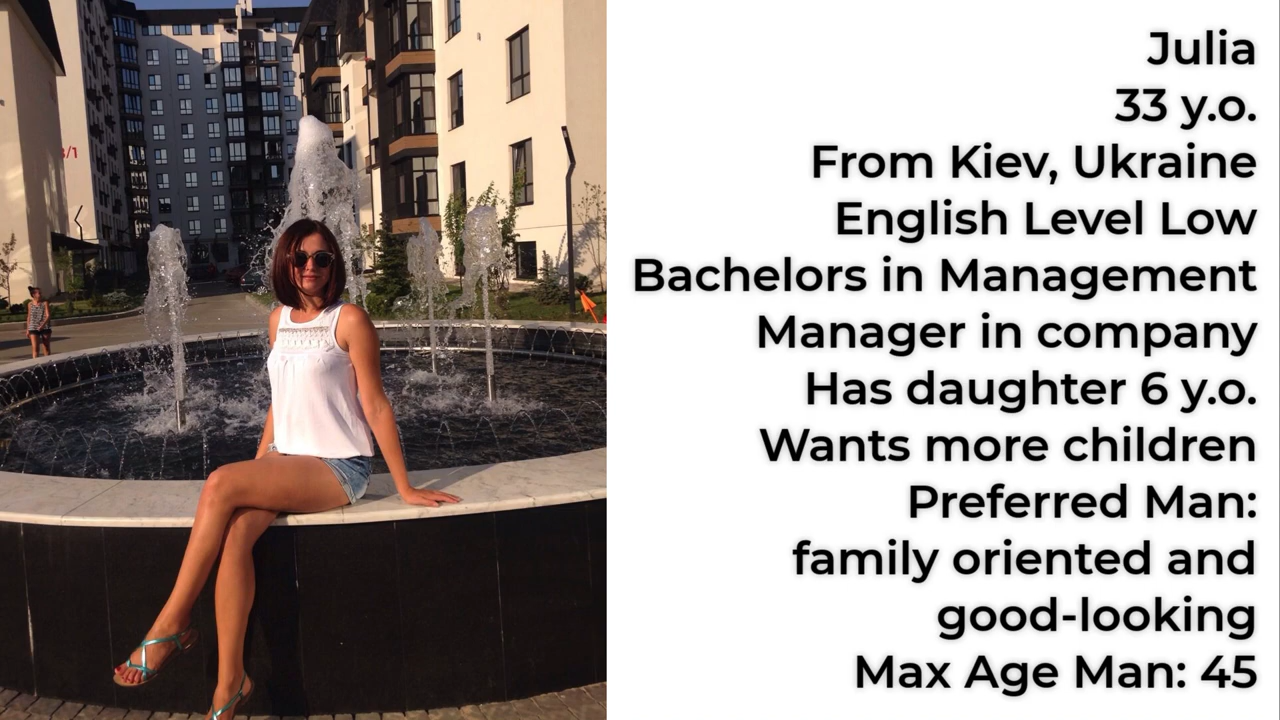 Julia
33 y.o.
From Kiev, Ukraine
English Level Low
Bachelors in Management
Manager in company
Has daughter 6 y.o.
Wants more children
Preferred Man:
family oriented and
good-looking
Max Age Man: 45